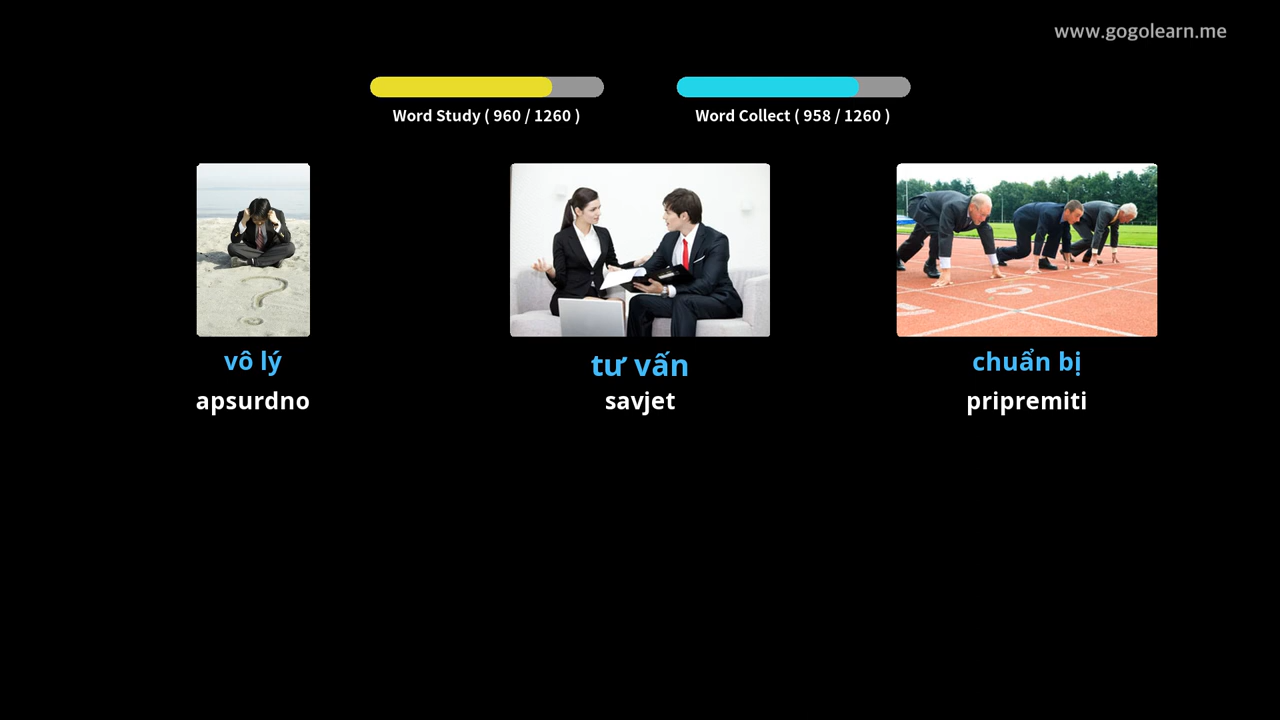 www.gogolearn.me
Word Study ( 960 / 1260 )
Word Collect ( 958 / 1260 )
vô lý
apsurdno
tư vấn
savjet
chuẩn bị
pripremiti